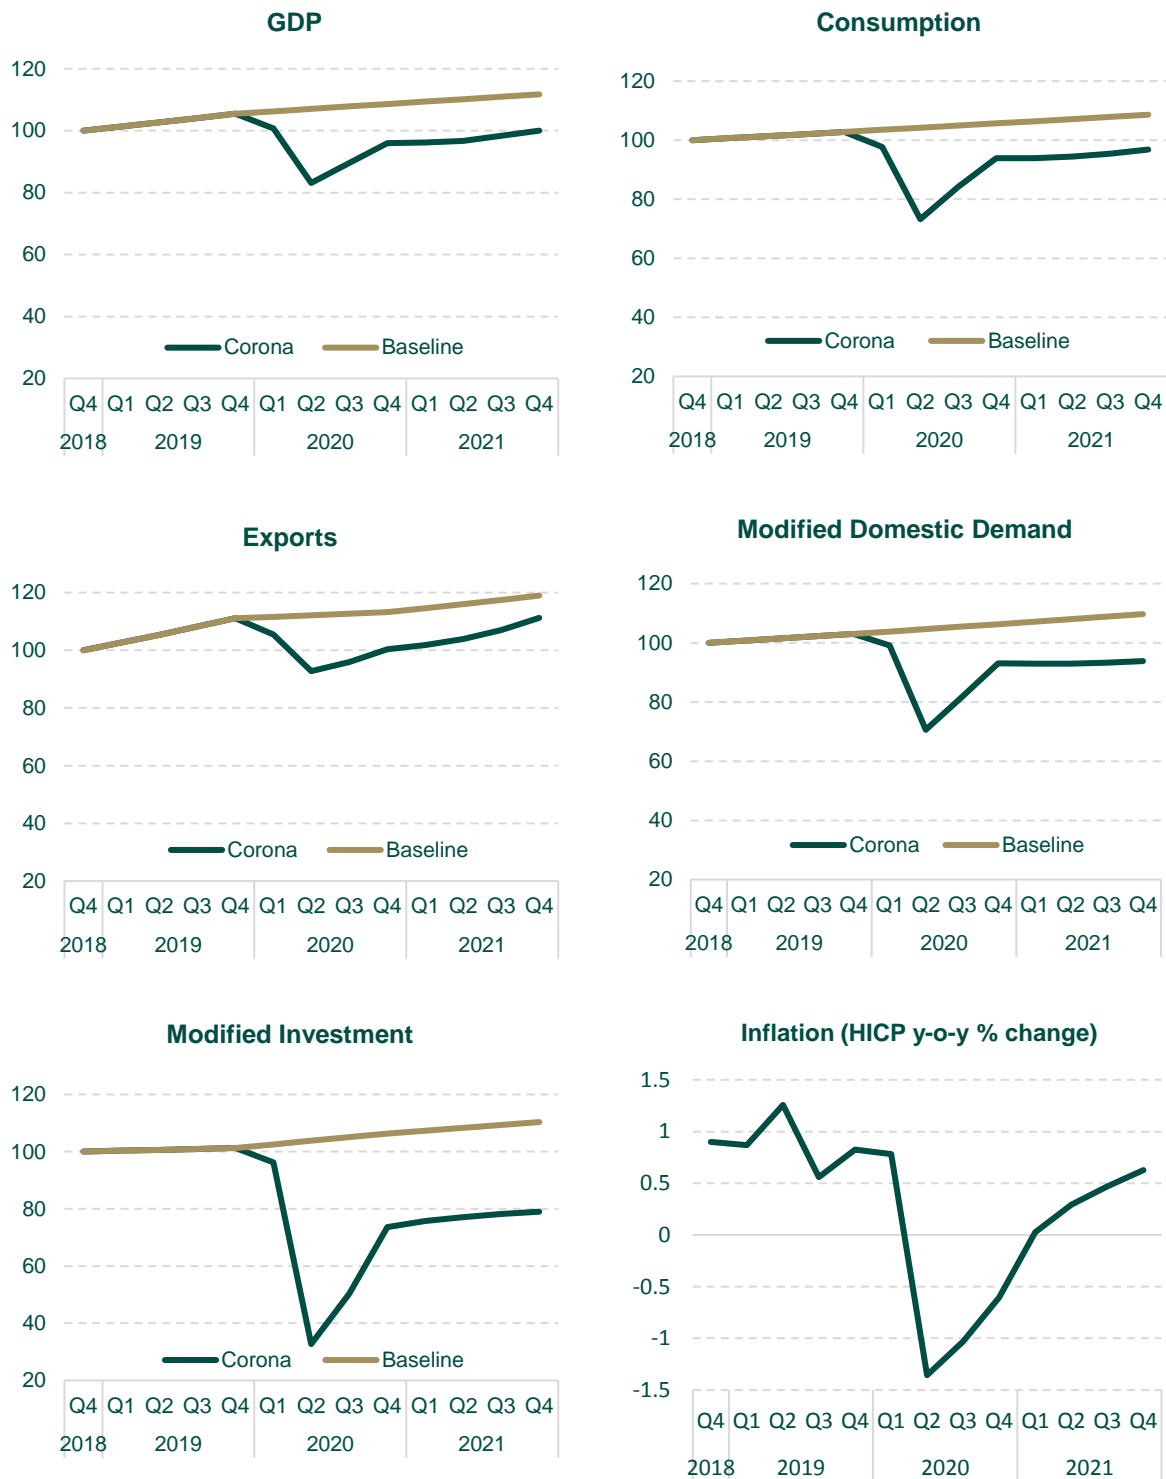 GDP
120
100
80
60
40
20
Corona Baseline
Q4 Q1 Q2 Q3 Q4 Q1 Q2 Q3 Q4 Q1 Q2 Q3 Q4
2018 2019 2020 2021
Consumption
120
100
80
60
40
20
Corona Baseline
Q4 Q1 Q2 Q3 Q4 Q1 Q2 Q3 Q4 Q1 Q2 Q3 Q4
2018 2019 2020 2021
Exports
120
100
80
60
40
20
Corona Baseline
Q4 Q1 Q2 Q3 Q4 Q1 Q2 Q3 Q4 Q1 Q2 Q3 Q4
2018 2019 2020 2021
Modified Domestic Demand
120
100
80
60
40
20
Corona Baseline
Q4 Q1 Q2 Q3 Q4 Q1 Q2 Q3 Q4 Q1 Q2 Q3 Q4
2018 2019 2020 2021
Modified Investment
120
100
80
60
40
20
Corona Baseline
Q4 Q1 Q2 Q3 Q4 Q1 Q2 Q3 Q4 Q1 Q2 Q3 Q4
2018 2019 2020 2021
Inflation (HICP y-o-y % change)
1.5
1
0.5
0
-0.5
-1
-1.5
Q4 Q1 Q2 Q3 Q4 Q1 Q2 Q3 Q4 Q1 Q2 Q3 Q4
2018 2019 2020 2021